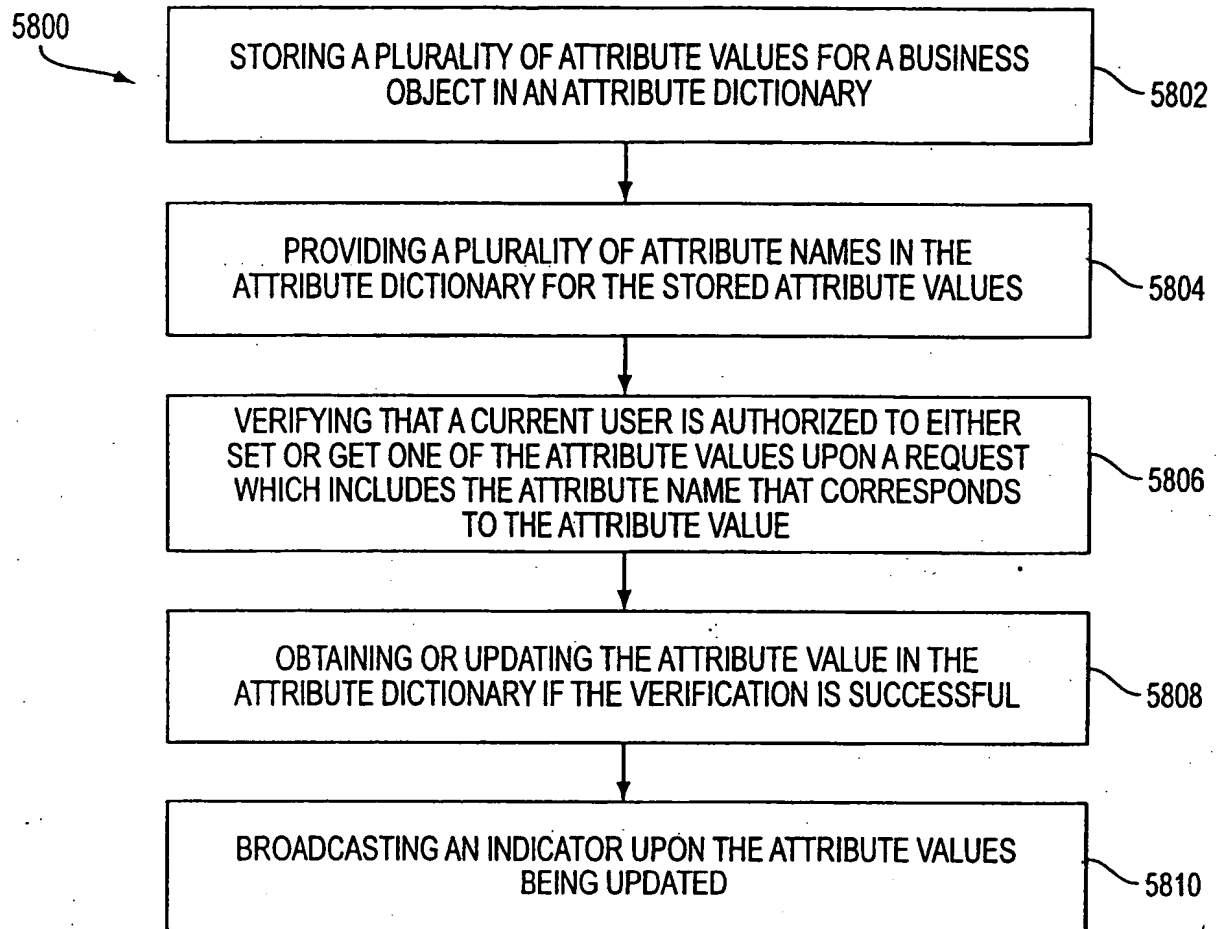 5800
STORING A PLURALITY OF ATTRIBUTE VALUES FOR A BUSINESS
OBJECT IN AN ATTRIBUTE DICTIONARY
5802
PROVIDING A PLURALITY OF ATTRIBUTE NAMES IN THE
ATTRIBUTE DICTIONARY FOR THE STORED ATTRIBUTE VALUES
5804
VERIFYING THAT A CURRENT USER IS AUTHORIZED TO EITHER
SET OR GET ONE OF THE ATTRIBUTE VALUES UPON A REQUEST
WHICH INCLUDES THE ATTRIBUTE NAME THAT CORRESPONDS
TO THE ATTRIBUTE VALUE
5806
OBTAINING OR UPDATING THE ATTRIBUTE VALUE IN THE
ATTRIBUTE DICTIONARY IF THE VERIFICATION IS SUCCESSFUL
5808
BROADCASTING AN INDICATOR UPON THE ATTRIBUTE VALUES
BEING UPDATED
5810